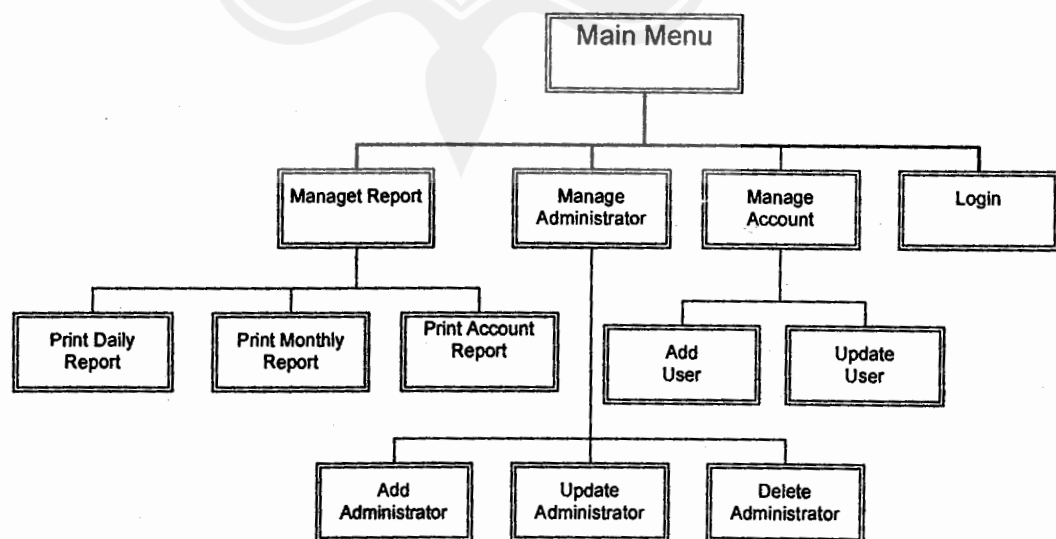 Main Menu
Managet Report
Manage
Administrator
Manage
Account
Login
Print Daily
Report
Print Monthly
Report
Print Account
Report
Add
User
Update
User
Add
Administrator
Update
Administrator
Delete
Administrator